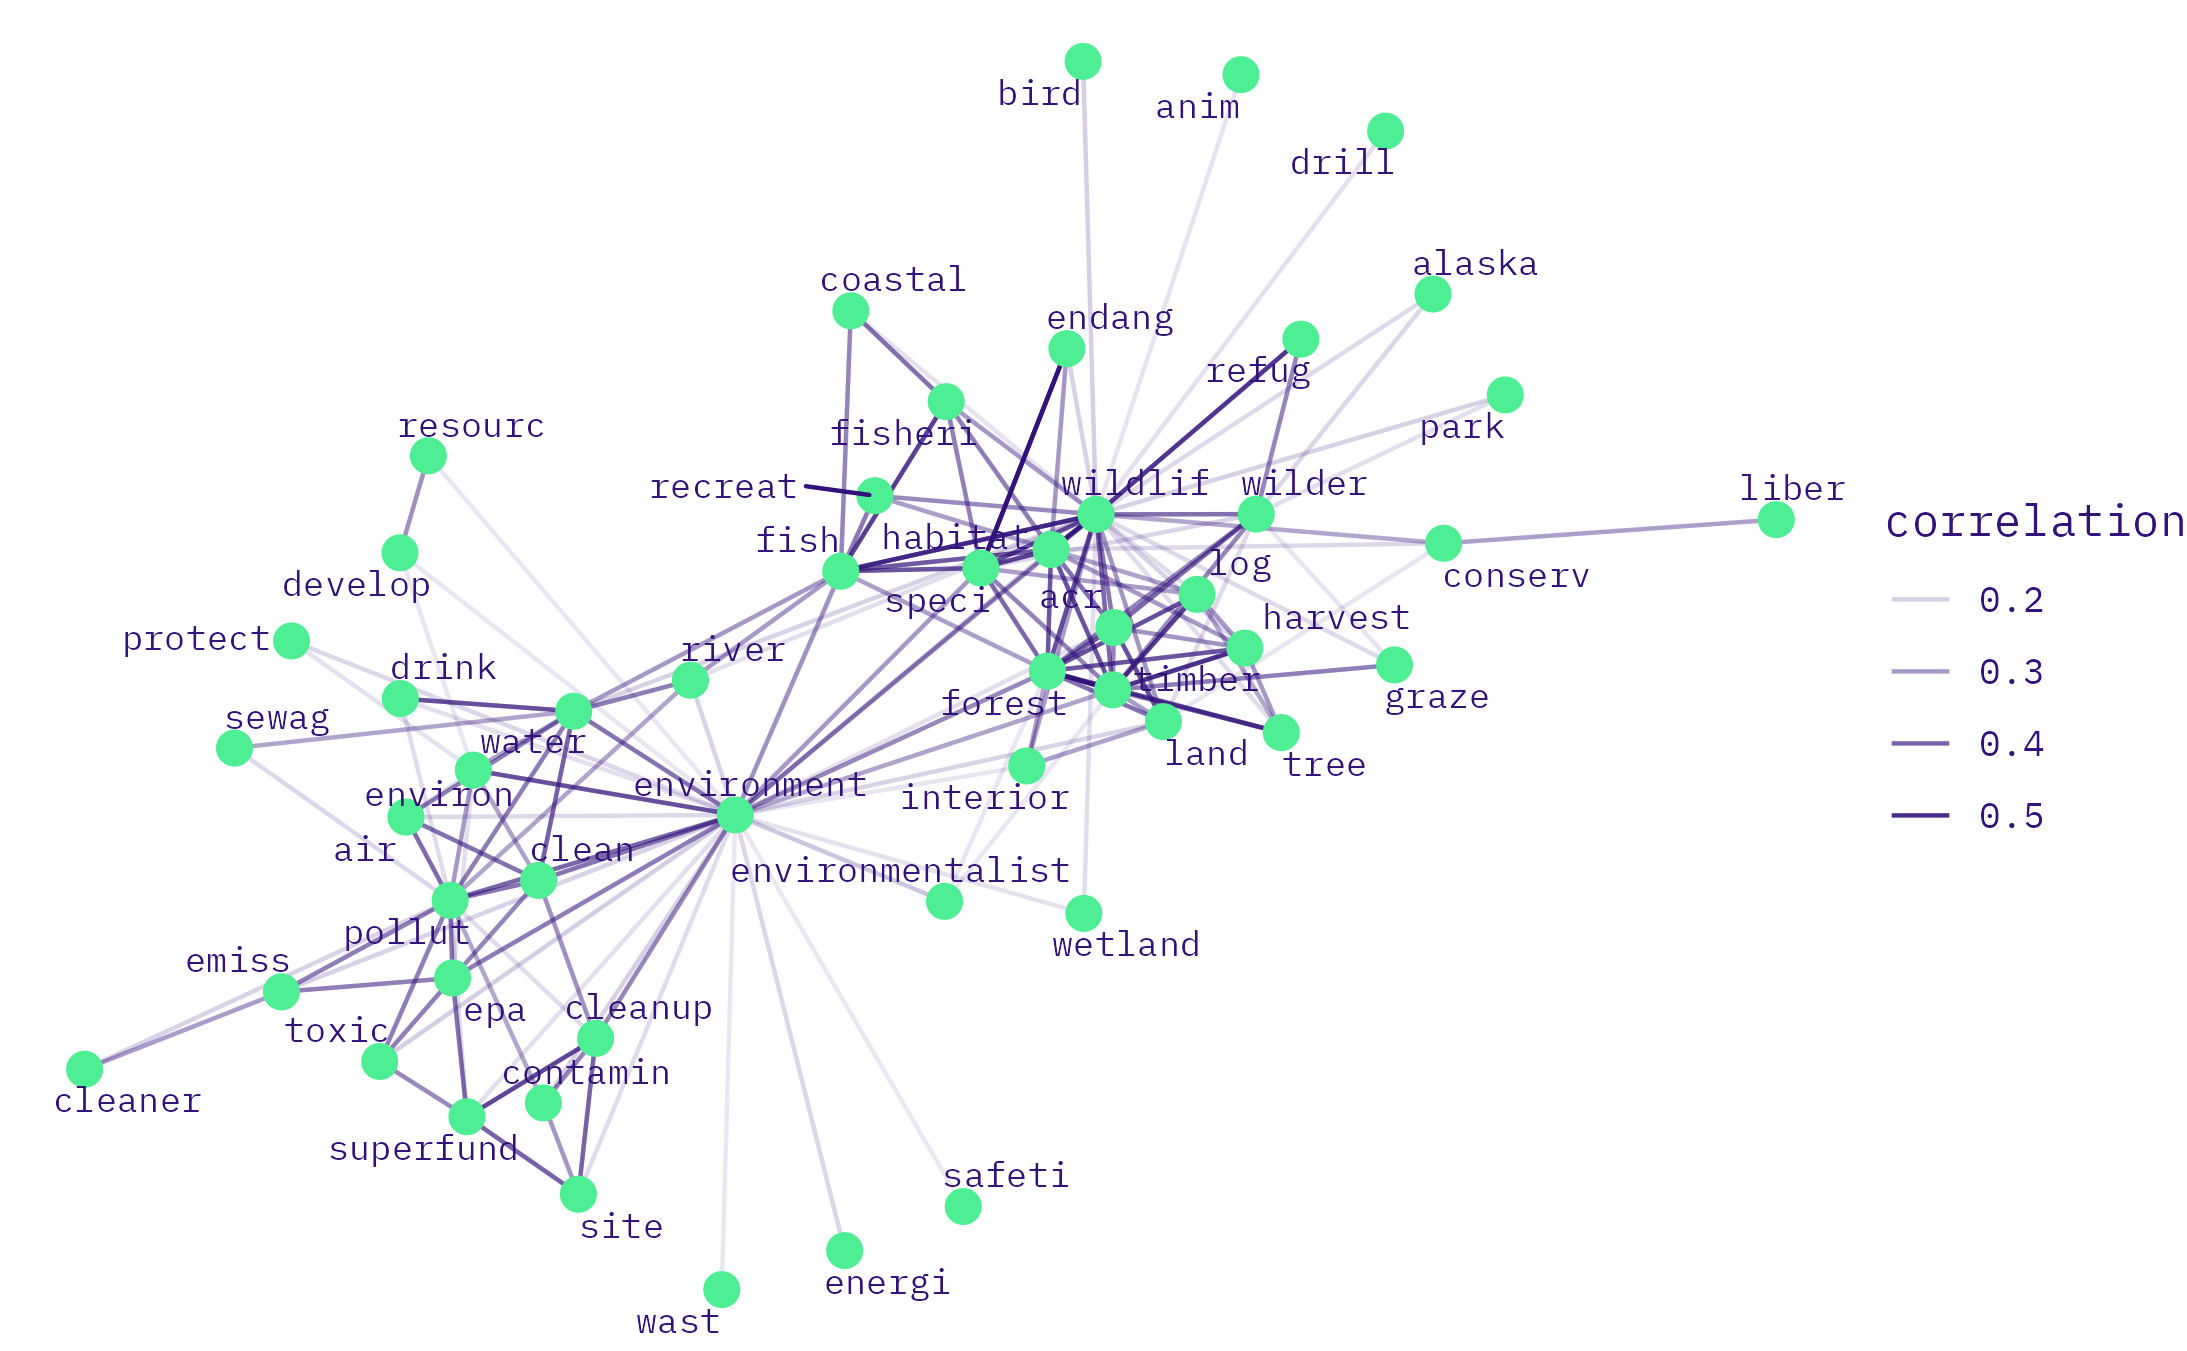 bird
anim
drill
alaska
coastal
endang
refug
park
resourc
fisheri
recreat
wildlif
wilder
liber
correlation
fish
habitat
log
conserv
develop
speci
acr
harvest
0.2
protect
river
drink
timber
0.3
sewag
forest
graze
water
land
tree
0.4
environ
environment
interior
0.5
air
clean
environmentalist
pollut
wetland
emiss
epa
cleanup
toxic
contamin
cleaner
superfund
safeti
site
energi
wast